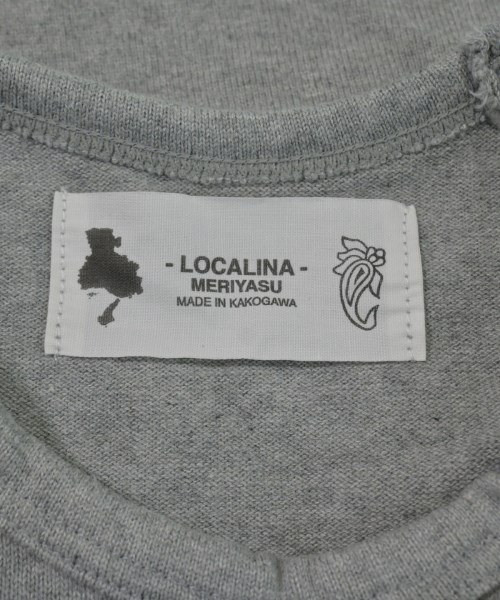 - LOCALINA -
MERIYASU
MADE IN KAKOGAWA